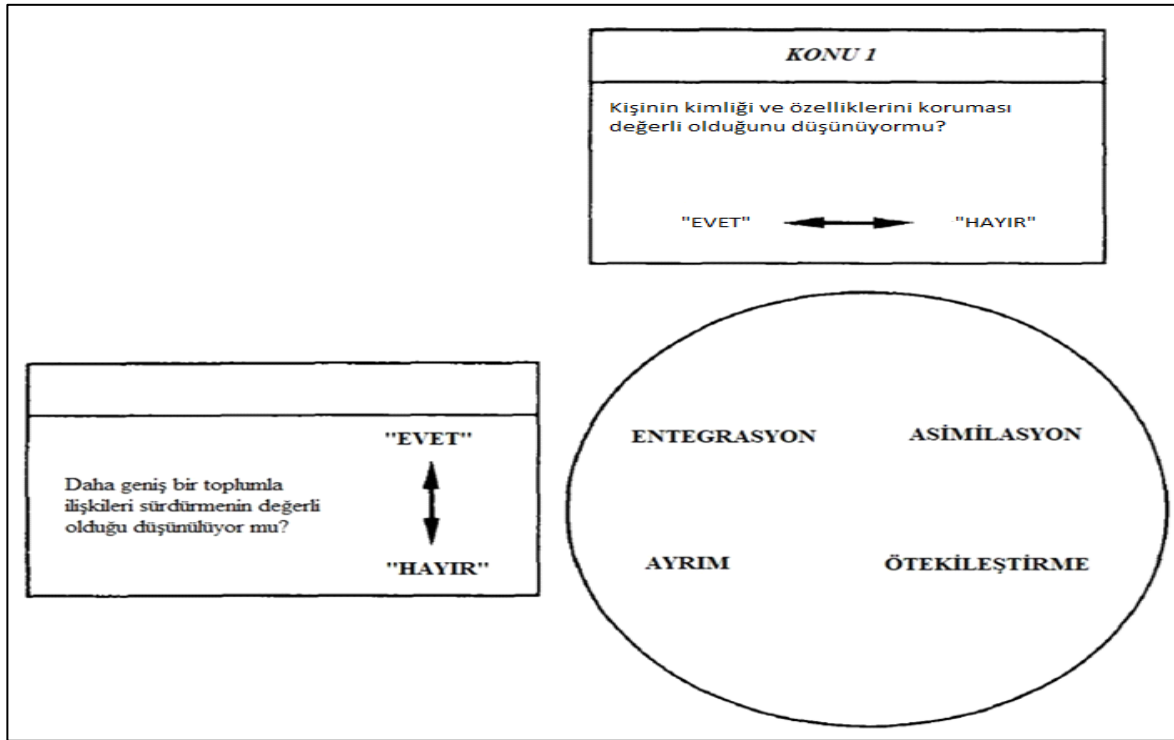 KONU 1
Kişinin kimliği ve özelliklerini koruması
değerli olduğunu düşünüyormu?
"EVET" "HAYIR"
"EVET"
Daha geniş bir toplumla
ilişkileri sürdürmenin değerli
olduğu düşünülüyor mu?
"HAYIR"
ENTEGRASYON ASİMİLASYON
AYRIM ÖTEKİLEŞTİRME